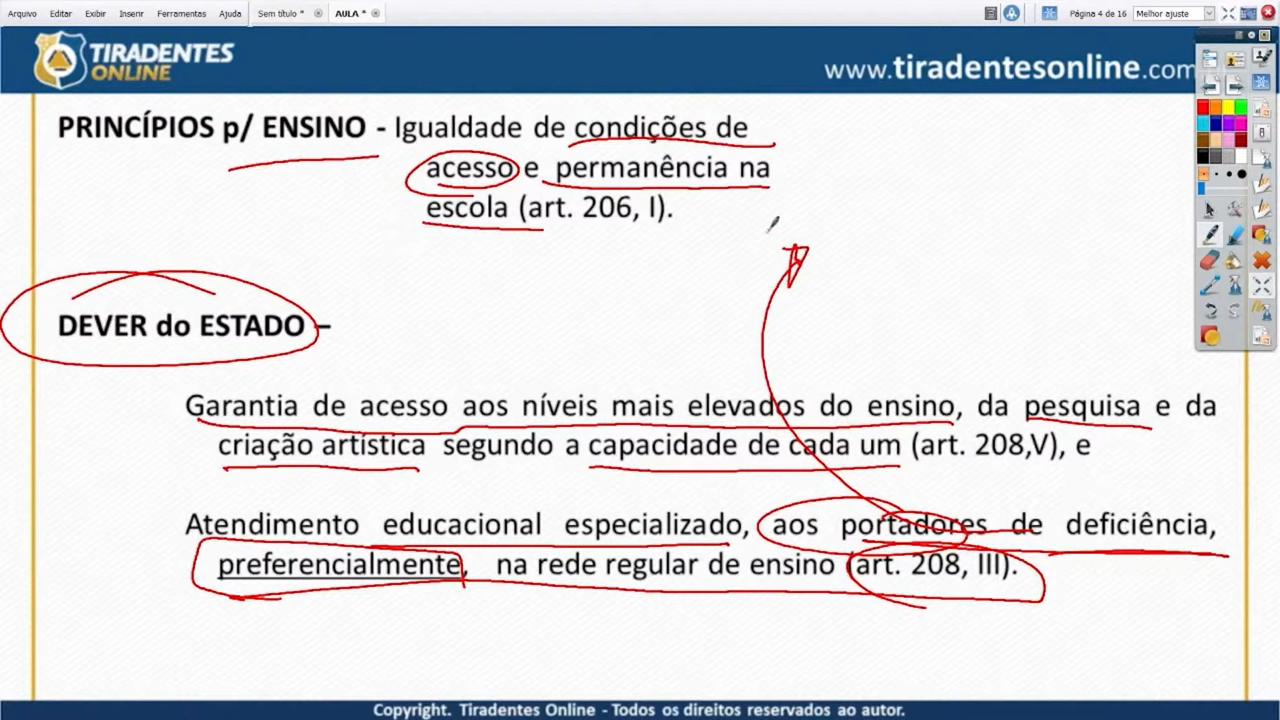 Arquivo Editar Exibir Inserir Ferramentas Ajuda Sem título * AULA * Página 4 de 16 Melhor ajuste
TIRADENTES
ONLINE
www.tiradentesonline.com
PRINCÍPIOS p/ ENSINO - Igualdade de condições de
acesso e permanência na
escola (art. 206, I).
DEVER do ESTADO –
Garantia de acesso aos níveis mais elevados do ensino, da pesquisa e da
criação artística segundo a capacidade de cada um (art. 208,V), e
Atendimento educacional especializado, aos portadores de deficiência,
preferencialmente, na rede regular de ensino (art. 208, III).
Copyright. Tiradentes Online - Todos os direitos reservados ao autor.